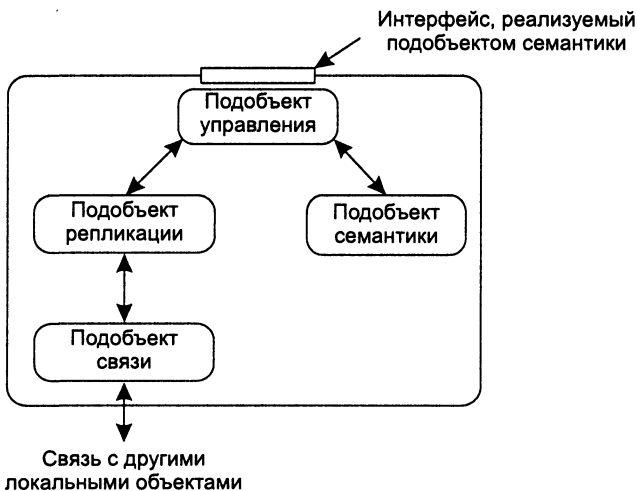 Интерфейс, реализуемый
подобъектом семантики
Подобъект
управления
Подобъект
репликации
Подобъект
семантики
Подобъект
связи
Связь с другими
локальными объектами